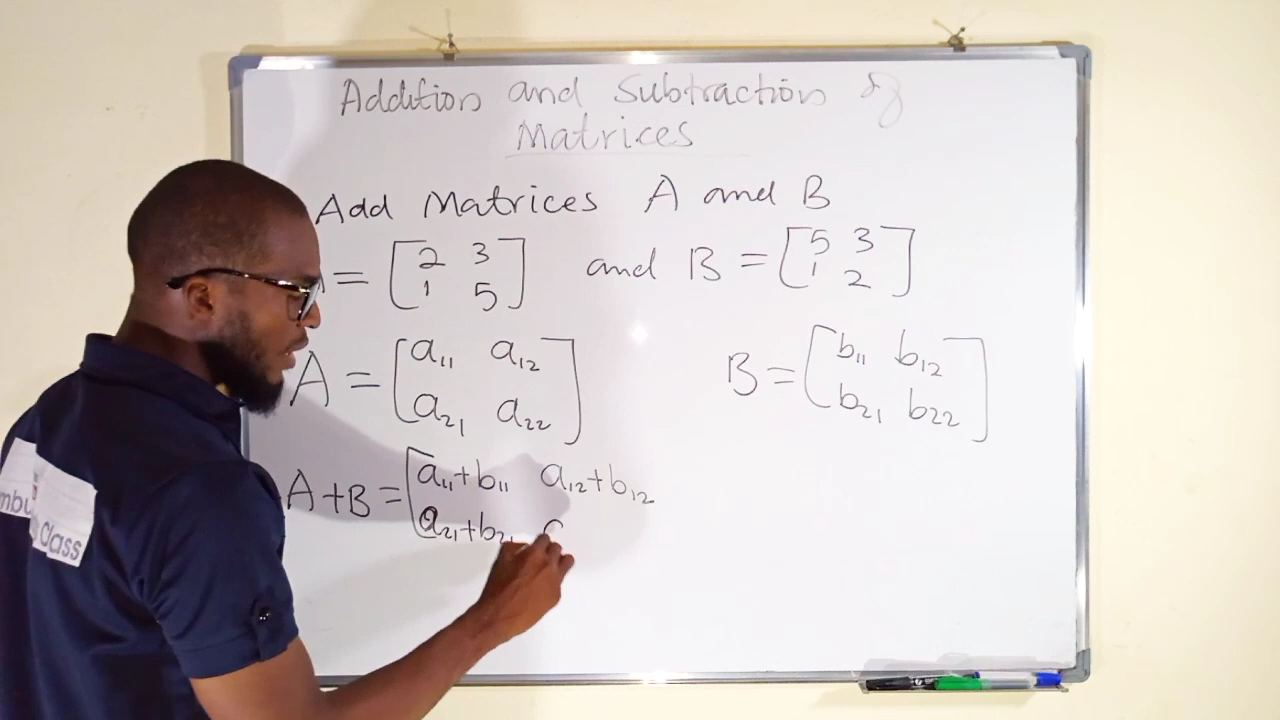 Addition and Subtraction of
Matrices
Add Matrices A and B
= [2 3 and B = [5 3
1 5] 1 2]
A = [a₁₁ a₁₂ B = [b₁₁ b₁₂
a₂₁ a₂₂] b₂₁ b₂₂]
A+B = [a₁₁+b₁₁ a₁₂+b₁₂
a₂₁+b₂₁
Class